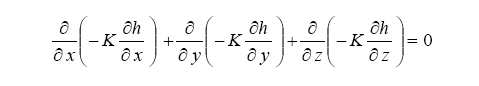 ∂/∂x(−K ∂h/∂x) + ∂/∂y(−K ∂h/∂y) + ∂/∂z(−K ∂h/∂z) = 0